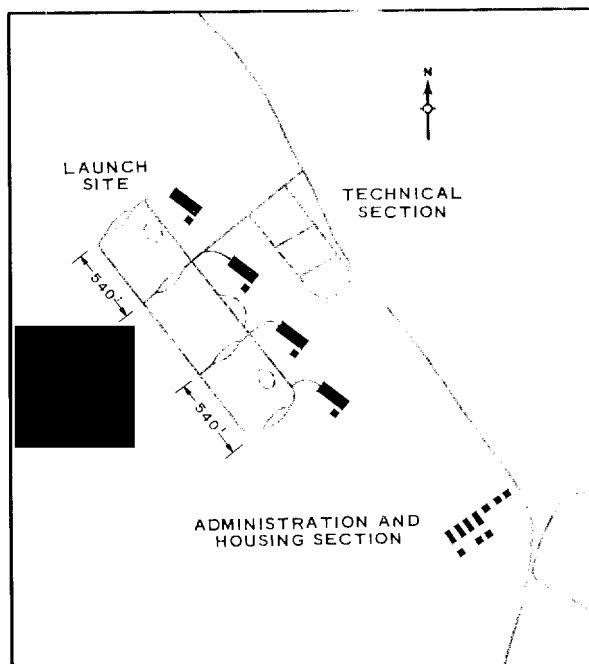 N
LAUNCH
SITE
TECHNICAL
SECTION
540'
540'
ADMINISTRATION AND
HOUSING SECTION